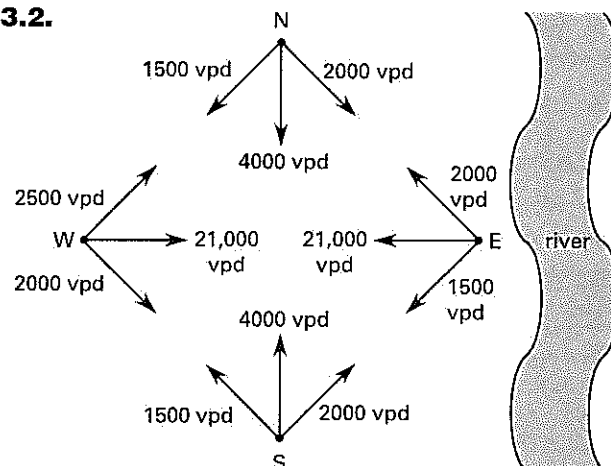 3.2.
N
1500 vpd
2000 vpd
4000 vpd
2500 vpd
2000
vpd
W
21,000
vpd
21,000
vpd
E
river
2000 vpd
1500
vpd
4000 vpd
1500 vpd
2000 vpd
S